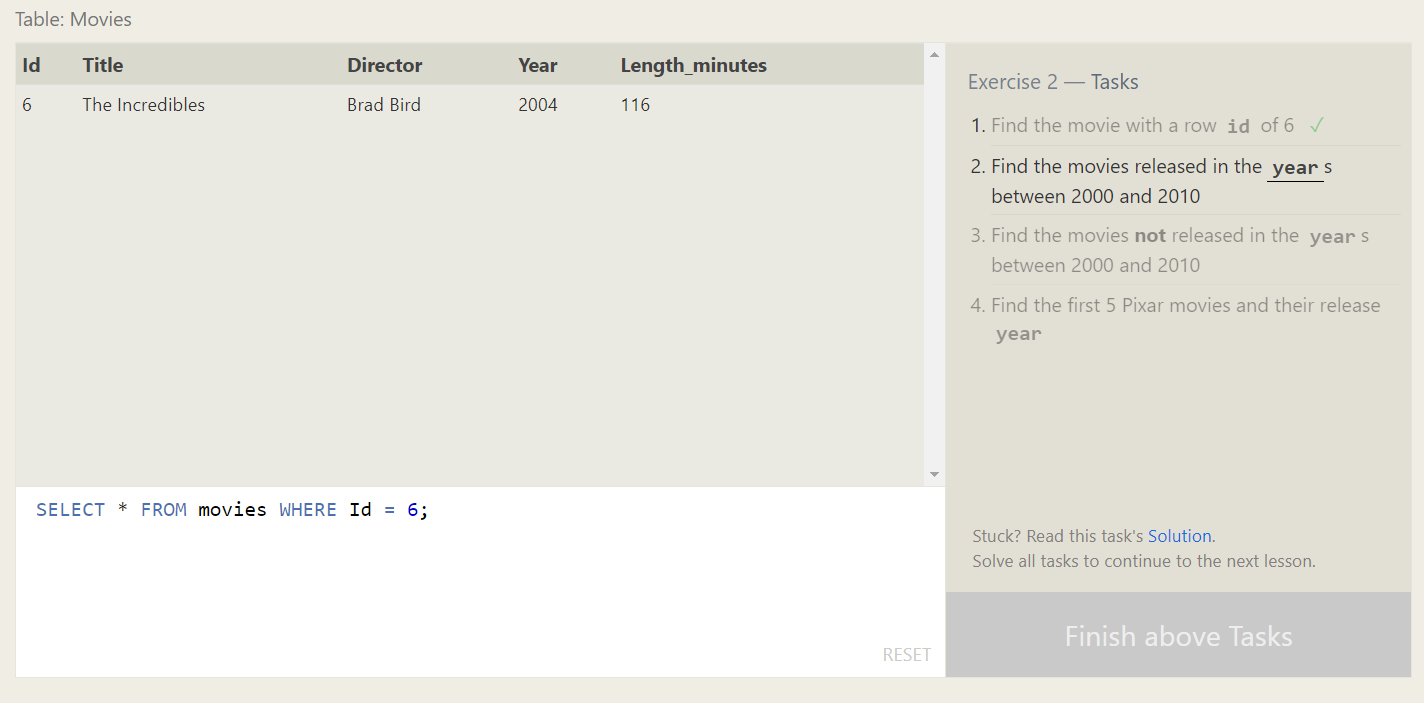 Table: Movies
Id Title Director Year Length_minutes
6 The Incredibles Brad Bird 2004 116
SELECT * FROM movies WHERE Id = 6;
RESET
Exercise 2 — Tasks
1. Find the movie with a row id of 6 ✓
2. Find the movies released in the year s
between 2000 and 2010
3. Find the movies not released in the year s
between 2000 and 2010
4. Find the first 5 Pixar movies and their release
year
Stuck? Read this task's Solution.
Solve all tasks to continue to the next lesson.
Finish above Tasks